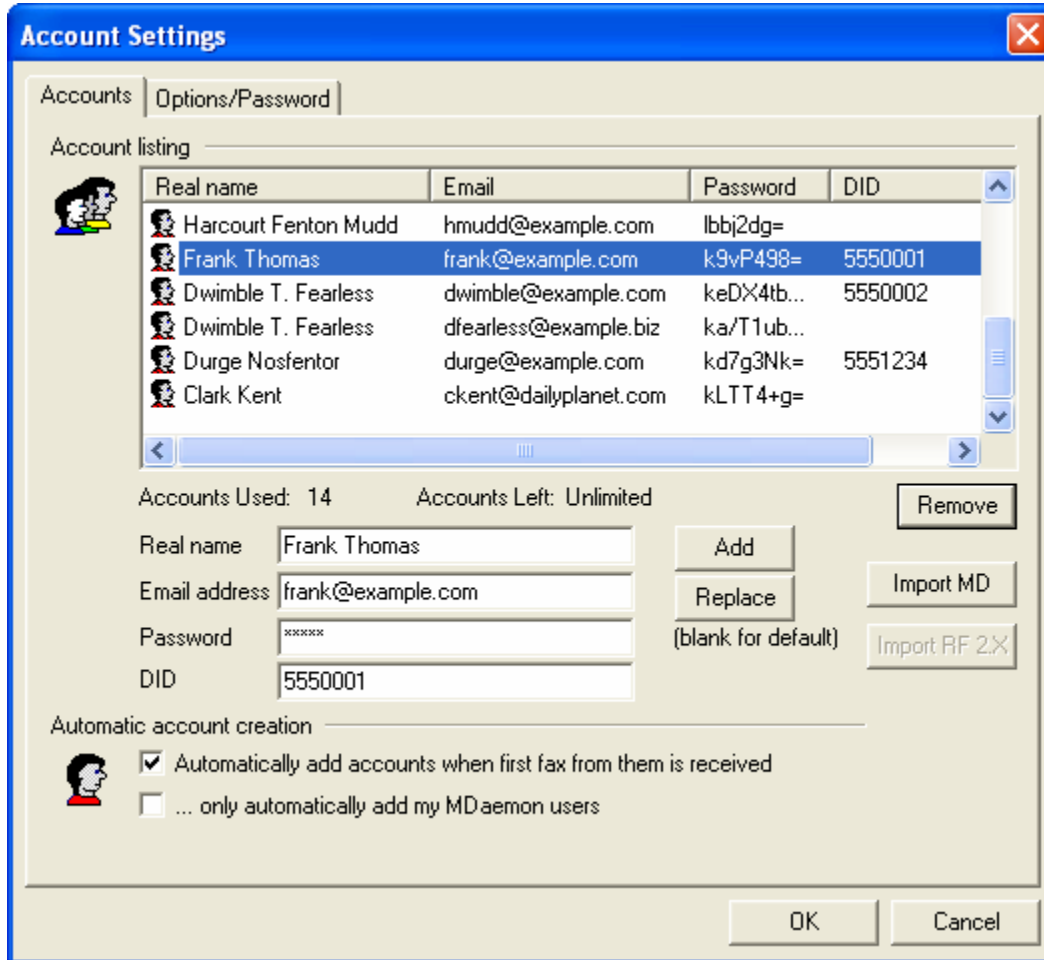 Account Settings
Accounts Options/Password
Account listing
Real name Email Password DID
Harcourt Fenton Mudd hmudd@example.com lbbj2dg=
Frank Thomas frank@example.com k9vP498= 5550001
Dwimble T. Fearless dwimble@example.com keDX4tb... 5550002
Dwimble T. Fearless dfearless@example.biz ka/T1ub...
Durge Nosfentor durge@example.com kd7g3Nk= 5551234
Clark Kent ckent@dailyplanet.com kLTT4+g=
Accounts Used: 14 Accounts Left: Unlimited
Remove
Real name Frank Thomas Add
Email address frank@example.com Replace Import MD
Password ***** (blank for default) Import RF 2.X
DID 5550001
Automatic account creation
Automatically add accounts when first fax from them is received
... only automatically add my MDaemon users
OK Cancel